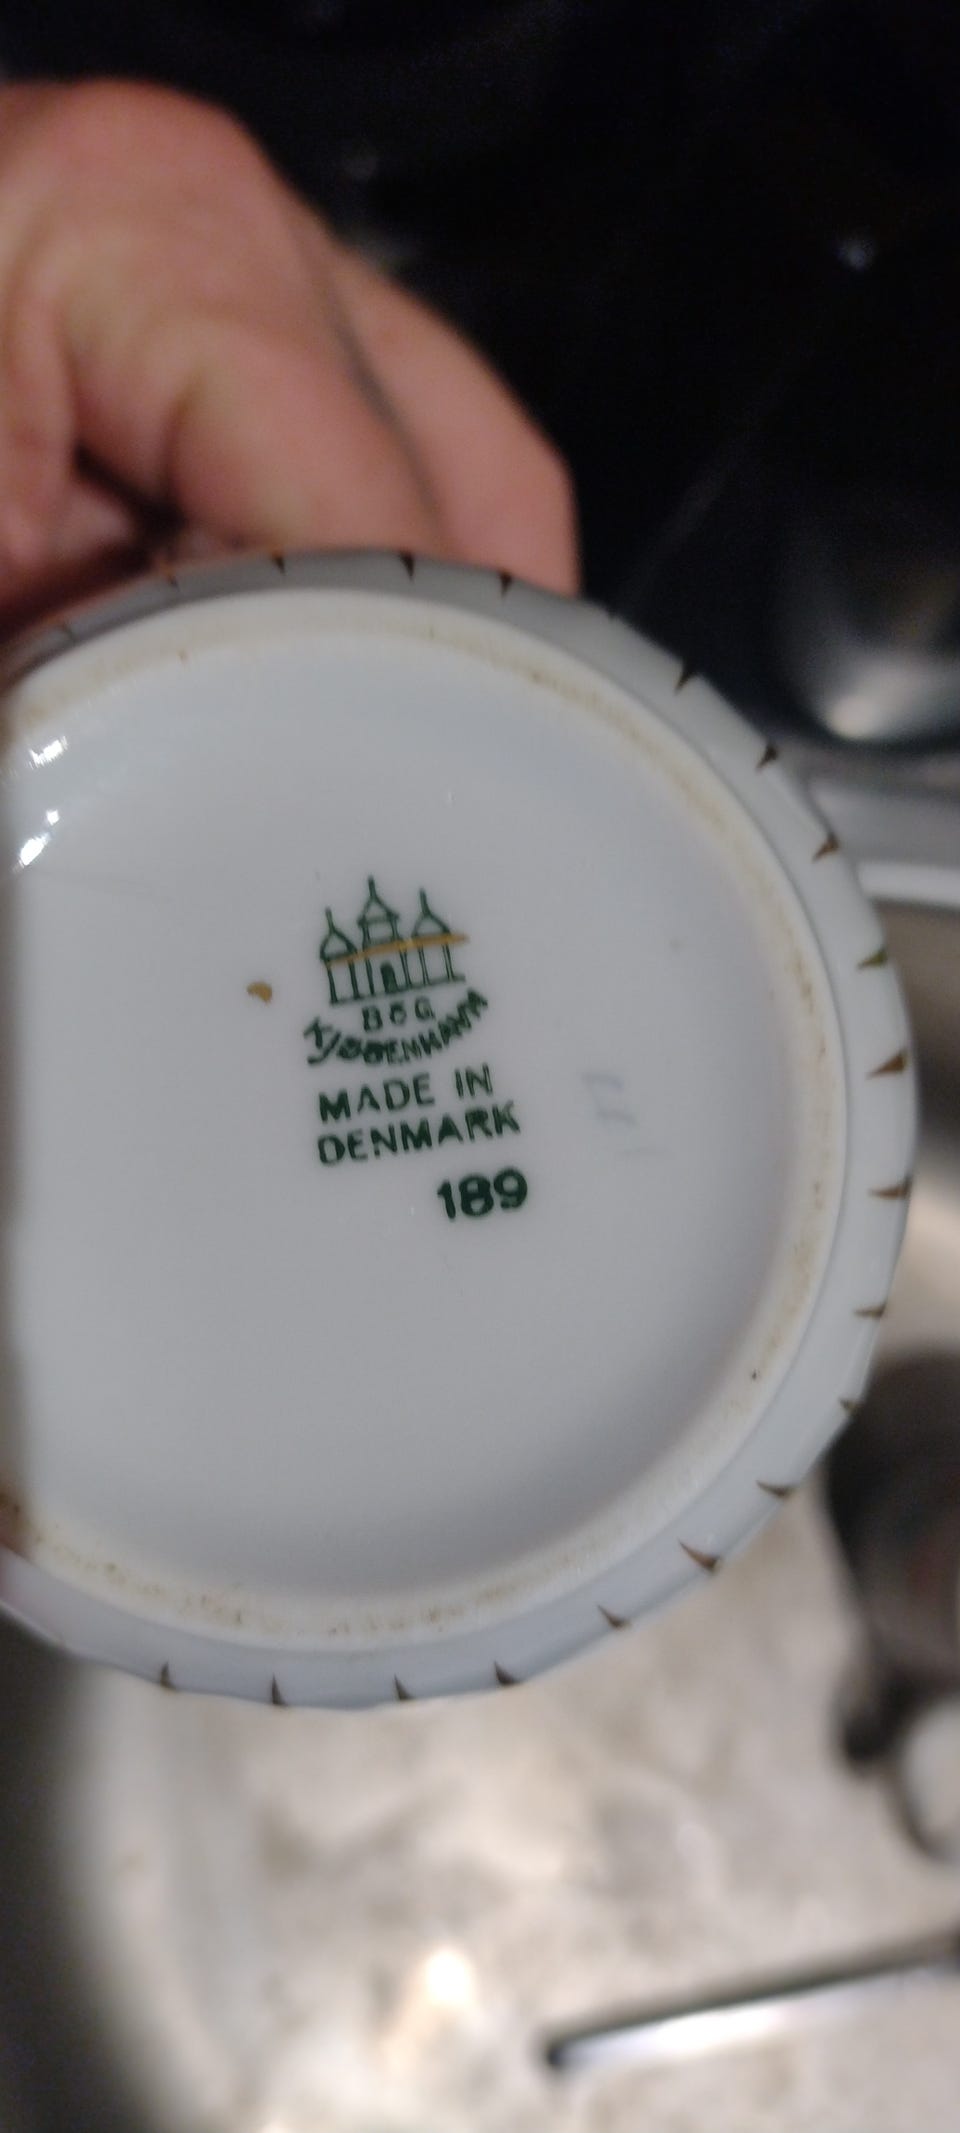 B&G
KJØBENHAVN
MADE IN
DENMARK
189